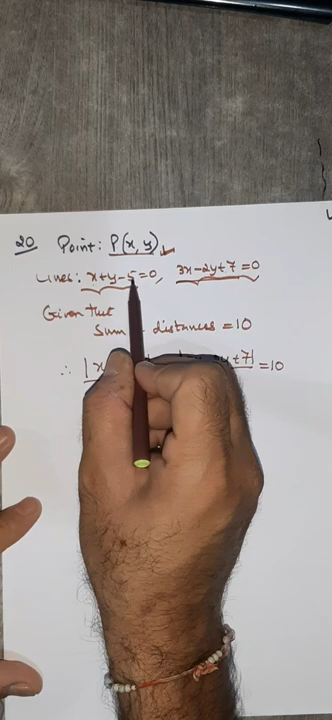 20 Point: P(x, y)
Lines: x+y-5=0, 3x-2y+7=0
Given that
Sum distances = 10
∴ |x y+7| =10